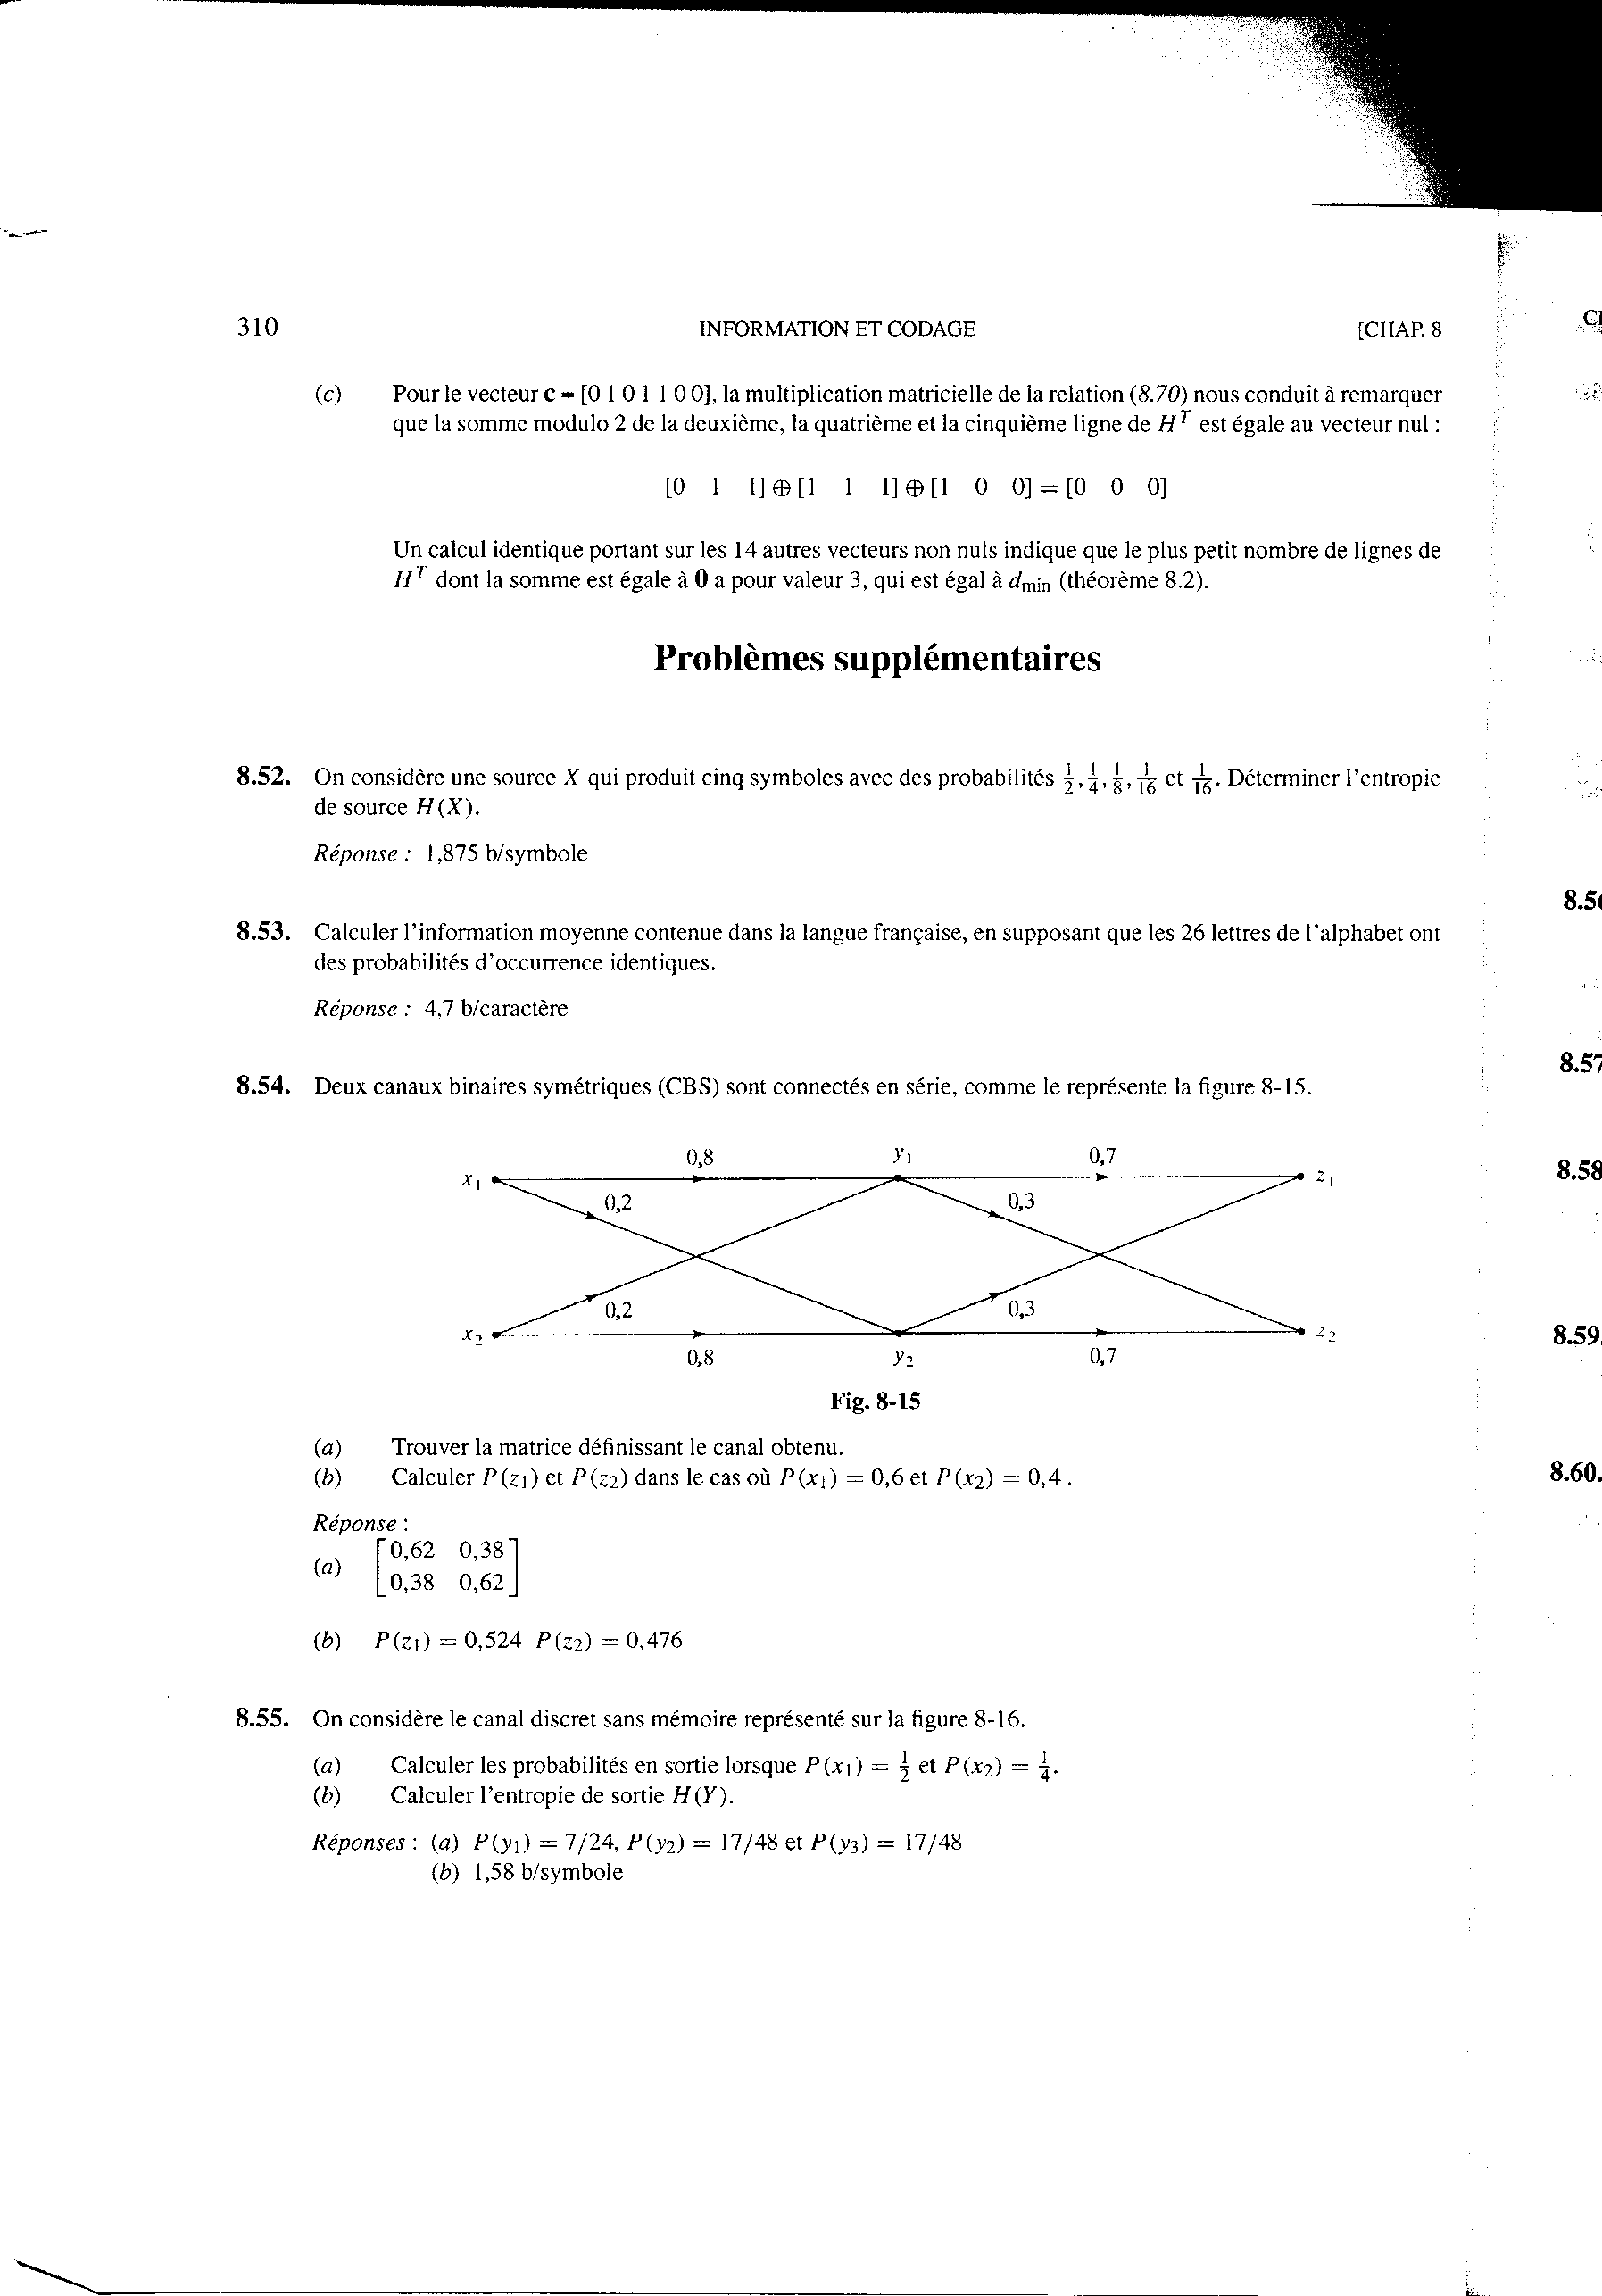 310 INFORMATION ET CODAGE [CHAP. 8
(c) Pour le vecteur c = [0 1 0 1 1 0 0], la multiplication matricielle de la relation (8.70) nous conduit à remarquer
que la somme modulo 2 de la deuxième, la quatrième et la cinquième ligne de H^T est égale au vecteur nul :
[0 1 1] ⊕ [1 1 1] ⊕ [1 0 0] = [0 0 0]
Un calcul identique portant sur les 14 autres vecteurs non nuls indique que le plus petit nombre de lignes de
H^T dont la somme est égale à 0 a pour valeur 3, qui est égal à d_min (théorème 8.2).
Problèmes supplémentaires
8.52. On considère une source X qui produit cinq symboles avec des probabilités 1/2, 1/4, 1/8, 1/16 et 1/16. Déterminer l'entropie
de source H(X).
Réponse : 1,875 b/symbole
8.53. Calculer l'information moyenne contenue dans la langue française, en supposant que les 26 lettres de l'alphabet ont
des probabilités d'occurrence identiques.
Réponse : 4,7 b/caractère
8.54. Deux canaux binaires symétriques (CBS) sont connectés en série, comme le représente la figure 8-15.
0,8 y1 0,7
x1 z1
0,2 0,3
0,2 0,3
x2 z2
0,8 y2 0,7
Fig. 8-15
(a) Trouver la matrice définissant le canal obtenu.
(b) Calculer P(z1) et P(z2) dans le cas où P(x1) = 0,6 et P(x2) = 0,4.
Réponse :
(a) [0,62 0,38]
[0,38 0,62]
(b) P(z1) = 0,524 P(z2) = 0,476
8.55. On considère le canal discret sans mémoire représenté sur la figure 8-16.
(a) Calculer les probabilités en sortie lorsque P(x1) = 1/2 et P(x2) = 1/4.
(b) Calculer l'entropie de sortie H(Y).
Réponses : (a) P(y1) = 7/24, P(y2) = 17/48 et P(y3) = 17/48
(b) 1,58 b/symbole
8.57
8.58
8.59.
8.60.